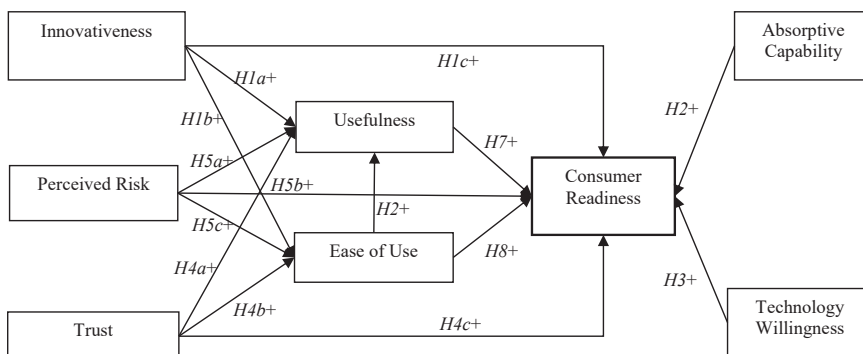 Innovativeness
Absorptive
Capability
H1c+
H1a+
H1b+
H2+
Usefulness
H7+
H5a+
Perceived Risk
H5b+
Consumer
Readiness
H2+
H5c+
Ease of Use
H8+
H4a+
H3+
H4b+
Trust
H4c+
Technology
Willingness